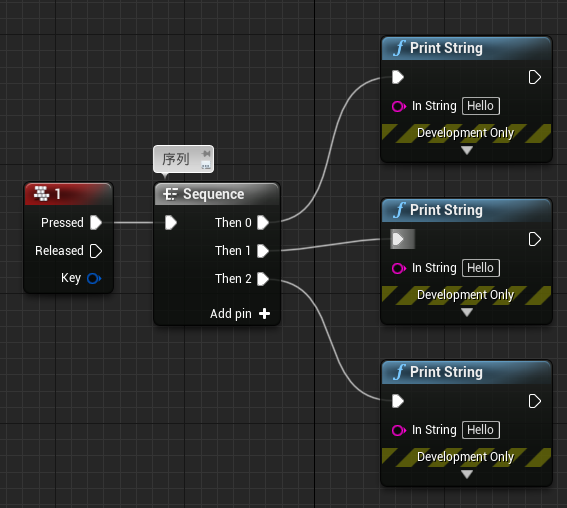 Print String
In String Hello
Development Only
序列
1
Pressed
Released
Key
Sequence
Then 0
Then 1
Then 2
Add pin
Print String
In String Hello
Development Only
Print String
In String Hello
Development Only